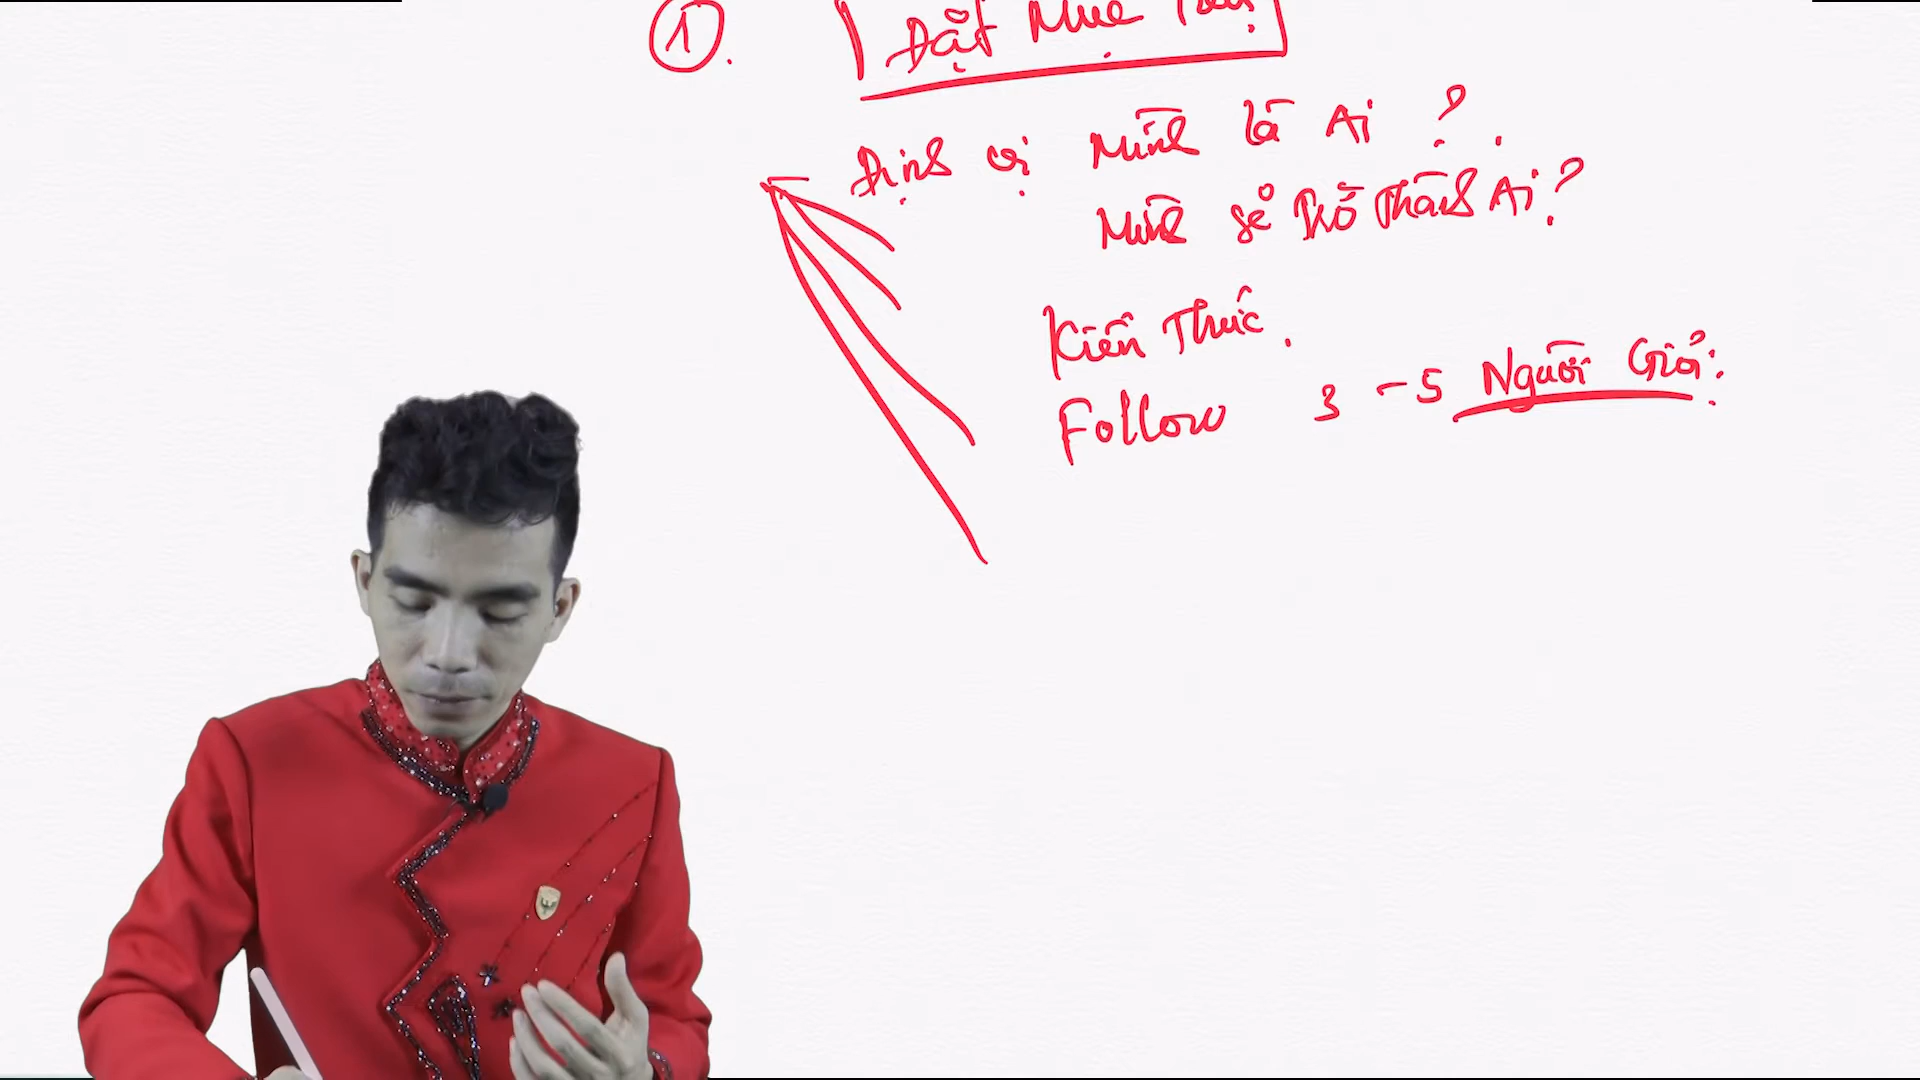 1. Đặt Mục Tiêu
Định vị Mình là Ai?
Mình sẽ Trở Thành Ai?
Kiến Thức.
Follow 3-5 Người Giỏi: